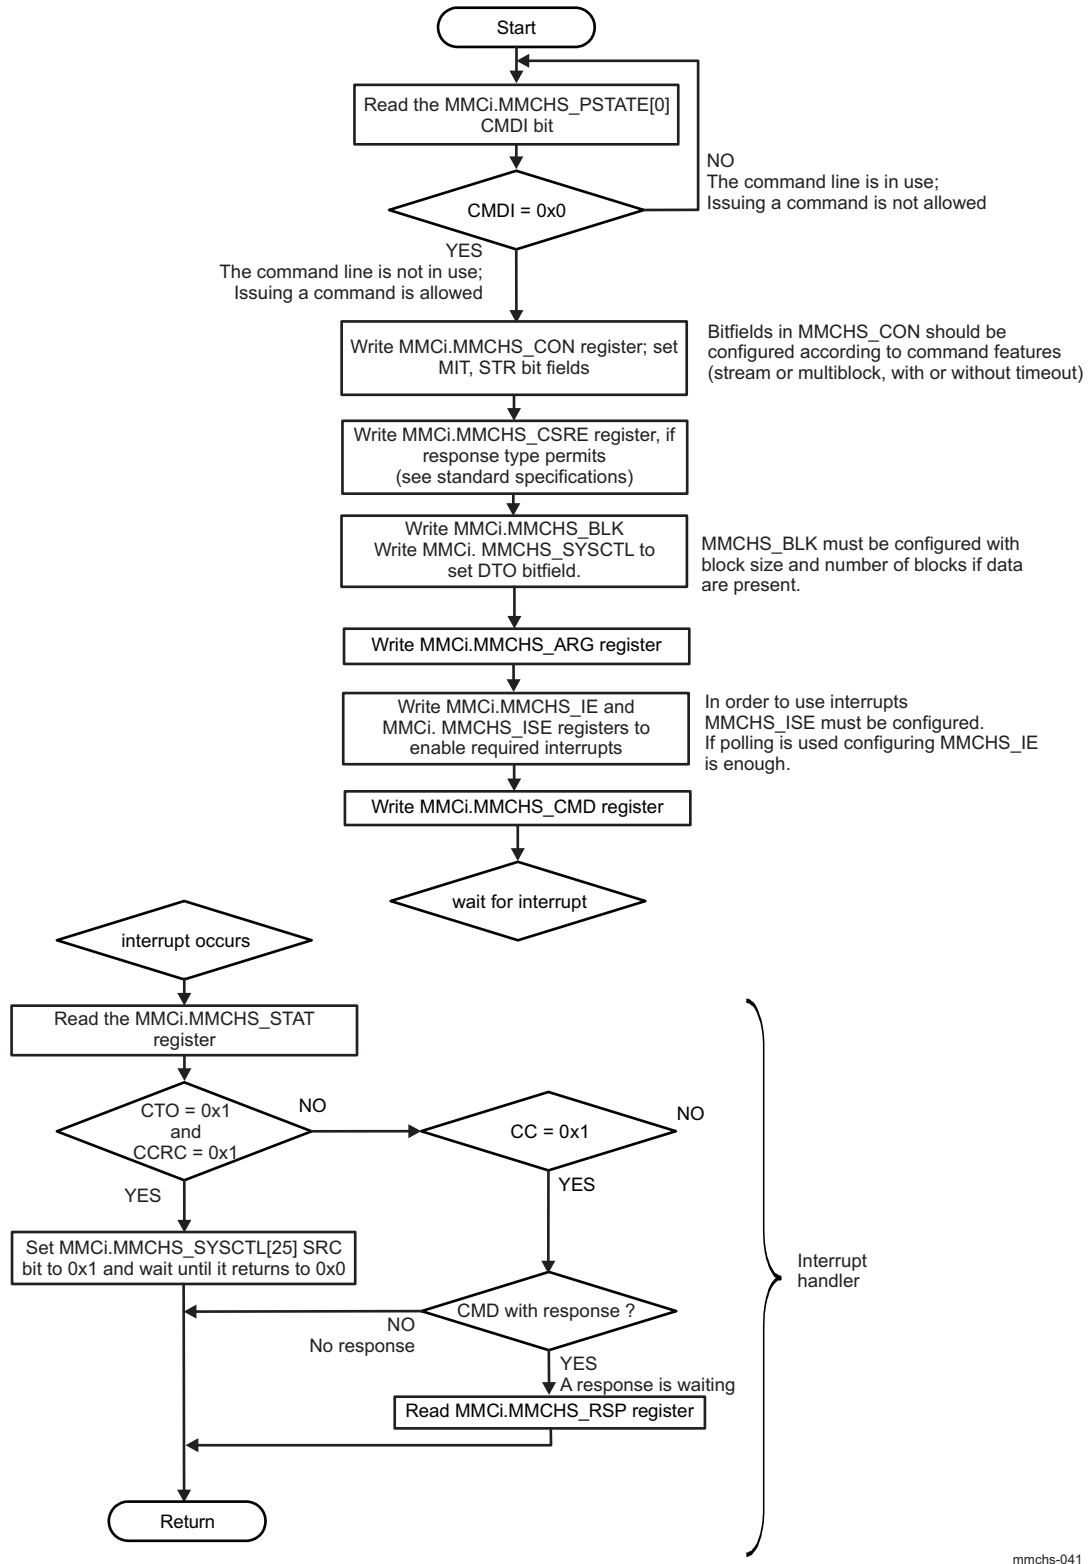 Start
Read the MMCi.MMCHS_PSTATE[0]
CMDI bit
NO
The command line is in use;
Issuing a command is not allowed
CMDI = 0x0
YES
The command line is not in use;
Issuing a command is allowed
Write MMCi.MMCHS_CON register; set
MIT, STR bit fields
Bitfields in MMCHS_CON should be
configured according to command features
(stream or multiblock, with or without timeout)
Write MMCi.MMCHS_CSRE register, if
response type permits
(see standard specifications)
Write MMCi.MMCHS_BLK
Write MMCi. MMCHS_SYSCTL to
set DTO bitfield.
MMCHS_BLK must be configured with
block size and number of blocks if data
are present.
Write MMCi.MMCHS_ARG register
Write MMCi.MMCHS_IE and
MMCi. MMCHS_ISE registers to
enable required interrupts
In order to use interrupts
MMCHS_ISE must be configured.
If polling is used configuring MMCHS_IE
is enough.
Write MMCi.MMCHS_CMD register
wait for interrupt
interrupt occurs
Read the MMCi.MMCHS_STAT
register
CTO = 0x1
and
CCRC = 0x1
NO
CC = 0x1
NO
YES
YES
Set MMCi.MMCHS_SYSCTL[25] SRC
bit to 0x1 and wait until it returns to 0x0
Interrupt
handler
CMD with response ?
NO
No response
YES
A response is waiting
Read MMCi.MMCHS_RSP register
Return
mmchs-041